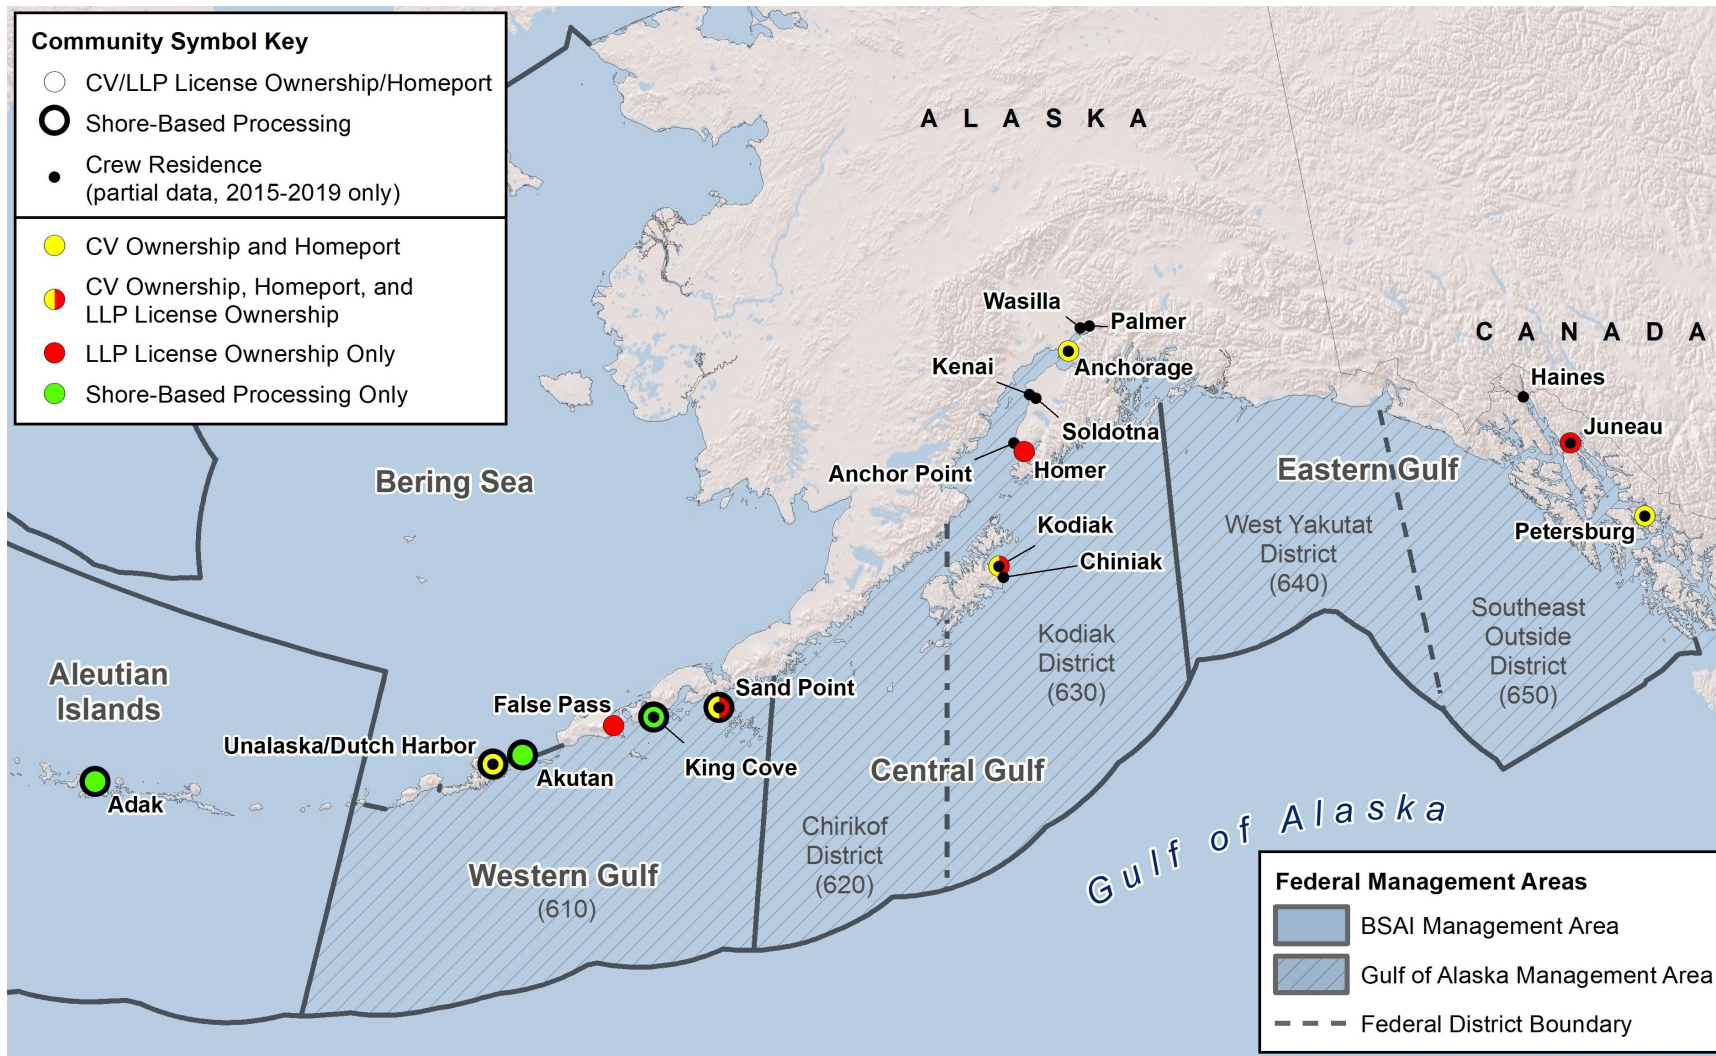 Community Symbol Key
CV/LLP License Ownership/Homeport
Shore-Based Processing
Crew Residence
(partial data, 2015-2019 only)
CV Ownership and Homeport
CV Ownership, Homeport, and
LLP License Ownership
LLP License Ownership Only
Shore-Based Processing Only
ALASKA
CANADA
Wasilla
Palmer
Anchorage
Kenai
Soldotna
Anchor Point
Homer
Haines
Juneau
Petersburg
Bering Sea
Eastern Gulf
West Yakutat
District
(640)
Kodiak
Chiniak
Kodiak
District
(630)
Southeast
Outside
District
(650)
Aleutian
Islands
False Pass
Sand Point
Unalaska/Dutch Harbor
Akutan
King Cove
Adak
Central Gulf
Chirikof
District
(620)
Western Gulf
(610)
Gulf of Alaska
Federal Management Areas
BSAI Management Area
Gulf of Alaska Management Area
Federal District Boundary